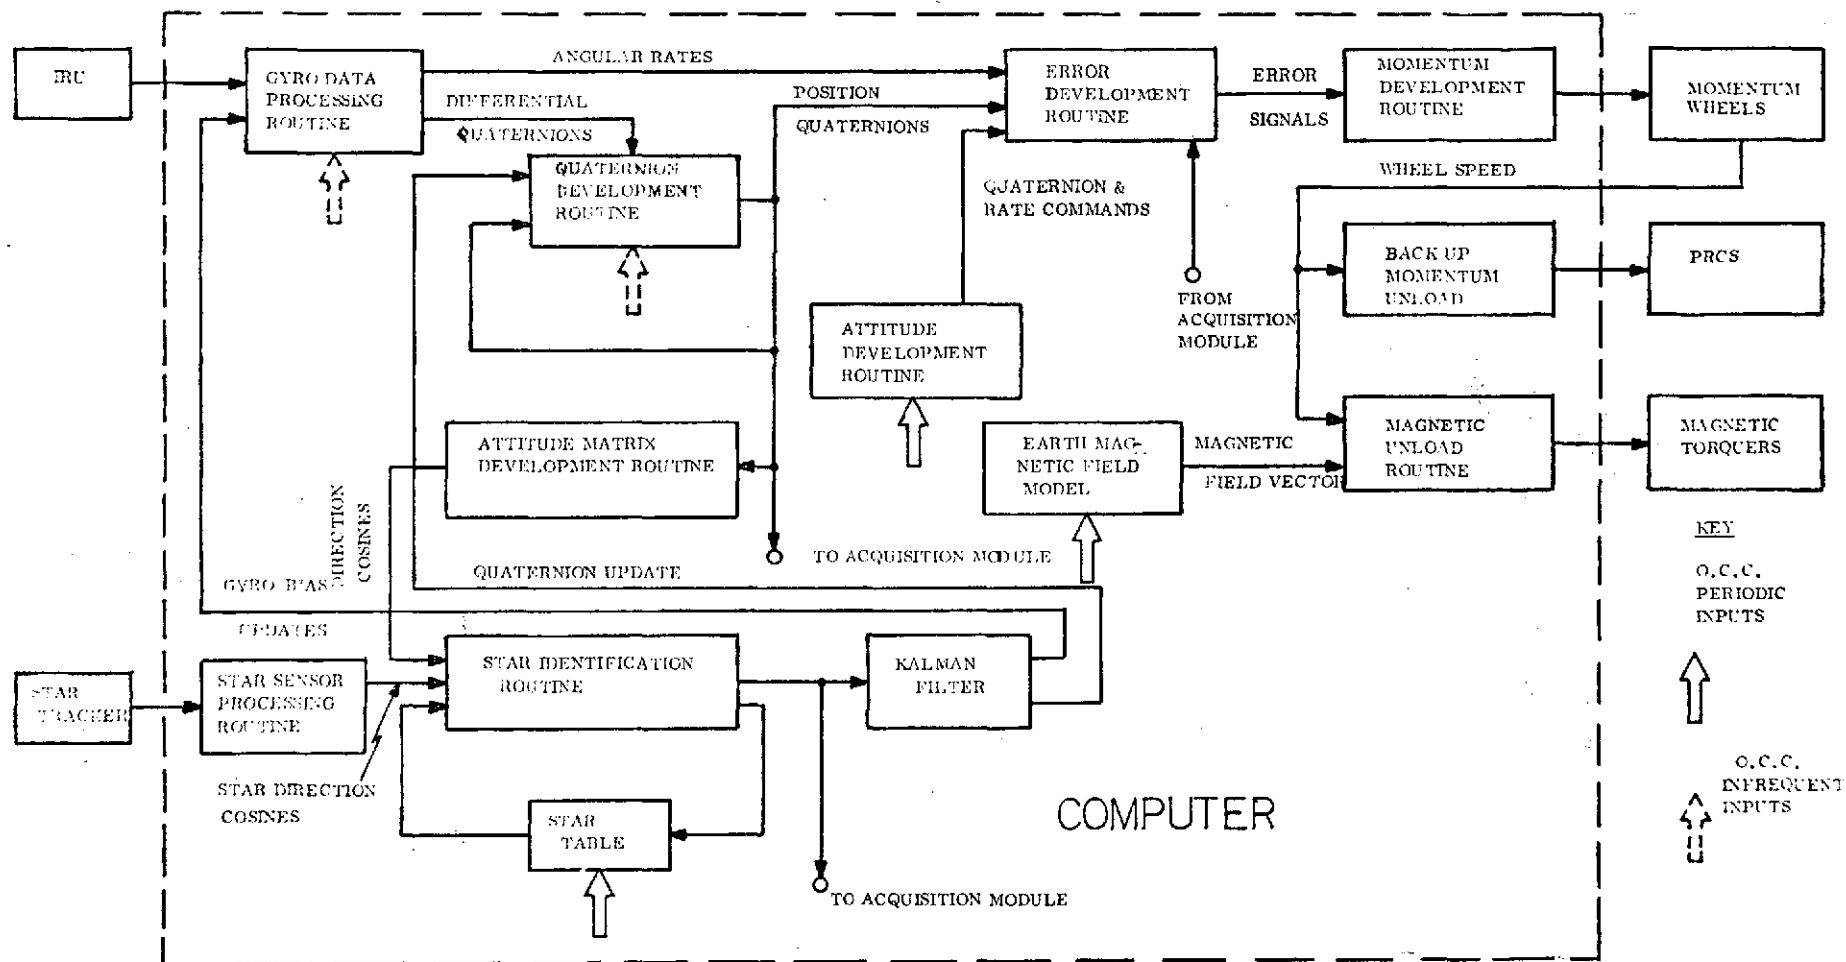 IRU
GYRO DATA
PROCESSING
ROUTINE
ANGULAR RATES
DIFFERENTIAL
QUATERNIONS
QUATERNION
DEVELOPMENT
ROUTINE
POSITION
QUATERNIONS
ERROR
DEVELOPMENT
ROUTINE
ERROR
SIGNALS
MOMENTUM
DEVELOPMENT
ROUTINE
MOMENTUM
WHEELS
WHEEL SPEED
QUATERNION &
RATE COMMANDS
BACK UP
MOMENTUM
UNLOAD
PRCS
FROM
ACQUISITION
MODULE
ATTITUDE
DEVELOPMENT
ROUTINE
ATTITUDE MATRIX
DEVELOPMENT ROUTINE
EARTH MAG-
NETIC FIELD
MODEL
MAGNETIC
FIELD VECTOR
MAGNETIC
UNLOAD
ROUTINE
MAGNETIC
TORQUERS
DIRECTION
COSINES
TO ACQUISITION MODULE
QUATERNION UPDATE
GYRO BIAS
UPDATES
KEY
O.C.C.
PERIODIC
INPUTS
STAR
TRACKER
STAR SENSOR
PROCESSING
ROUTINE
STAR IDENTIFICATION
ROUTINE
KALMAN
FILTER
STAR DIRECTION
COSINES
STAR
TABLE
COMPUTER
O.C.C.
INFREQUENT
INPUTS
TO ACQUISITION MODULE